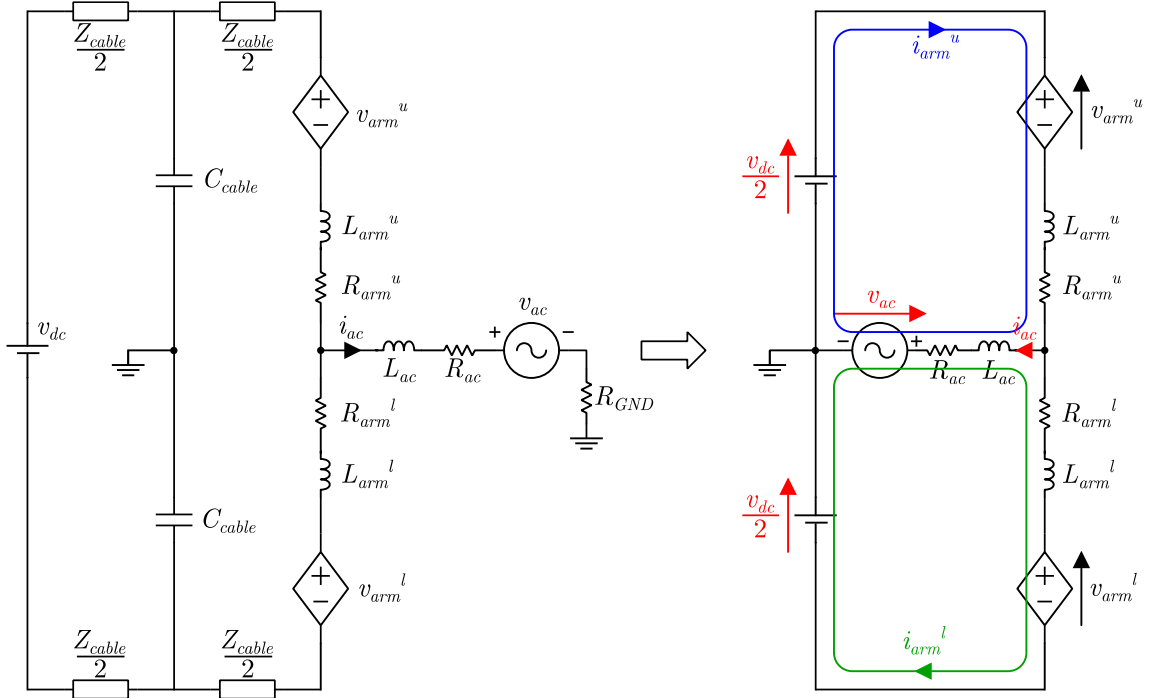 Z_cable/2 Z_cable/2
v_arm^u
C_cable
L_arm^u
R_arm^u
v_dc
i_ac
v_ac
+ −
L_ac R_ac
R_GND
R_arm^l
L_arm^l
C_cable
v_arm^l
Z_cable/2 Z_cable/2
i_arm^u
v_arm^u
v_dc/2
L_arm^u
R_arm^u
v_ac
i_ac
− +
R_ac L_ac
R_arm^l
L_arm^l
v_dc/2
v_arm^l
i_arm^l